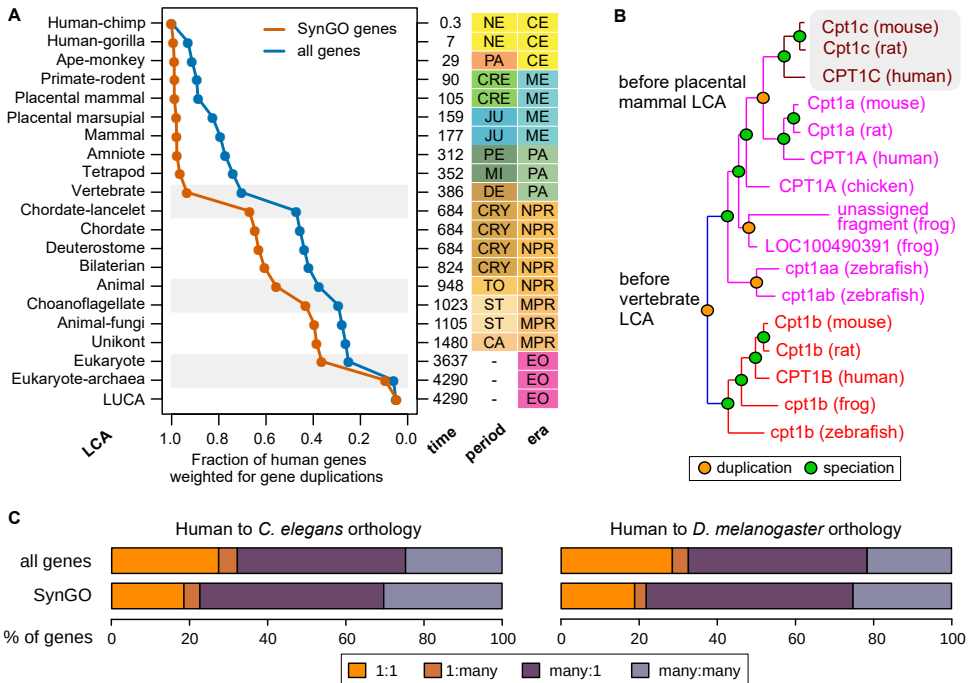 A
SynGO genes
all genes
Human-chimp 0.3 NE CE
Human-gorilla 7 NE CE
Ape-monkey 29 PA CE
Primate-rodent 90 CRE ME
Placental mammal 105 CRE ME
Placental marsupial 159 JU ME
Mammal 177 JU ME
Amniote 312 PE PA
Tetrapod 352 MI PA
Vertebrate 386 DE PA
Chordate-lancelet 684 CRY NPR
Chordate 684 CRY NPR
Deuterostome 684 CRY NPR
Bilaterian 824 CRY NPR
Animal 948 TO NPR
Choanoflagellate 1023 ST MPR
Animal-fungi 1105 ST MPR
Unikont 1480 CA MPR
Eukaryote 3637 - EO
Eukaryote-archaea 4290 - EO
LUCA 4290 - EO
LCA
1.0 0.8 0.6 0.4 0.2 0.0
time period era
Fraction of human genes
weighted for gene duplications
B
Cpt1c (mouse)
Cpt1c (rat)
CPT1C (human)
before placental
mammal LCA
Cpt1a (mouse)
Cpt1a (rat)
CPT1A (human)
CPT1A (chicken)
unassigned
fragment (frog)
LOC100490391 (frog)
before
vertebrate
LCA
cpt1aa (zebrafish)
cpt1ab (zebrafish)
Cpt1b (mouse)
Cpt1b (rat)
CPT1B (human)
cpt1b (frog)
cpt1b (zebrafish)
duplication speciation
C
Human to C. elegans orthology
Human to D. melanogaster orthology
all genes
SynGO
% of genes
0 20 40 60 80 100
0 20 40 60 80 100
1:1 1:many many:1 many:many